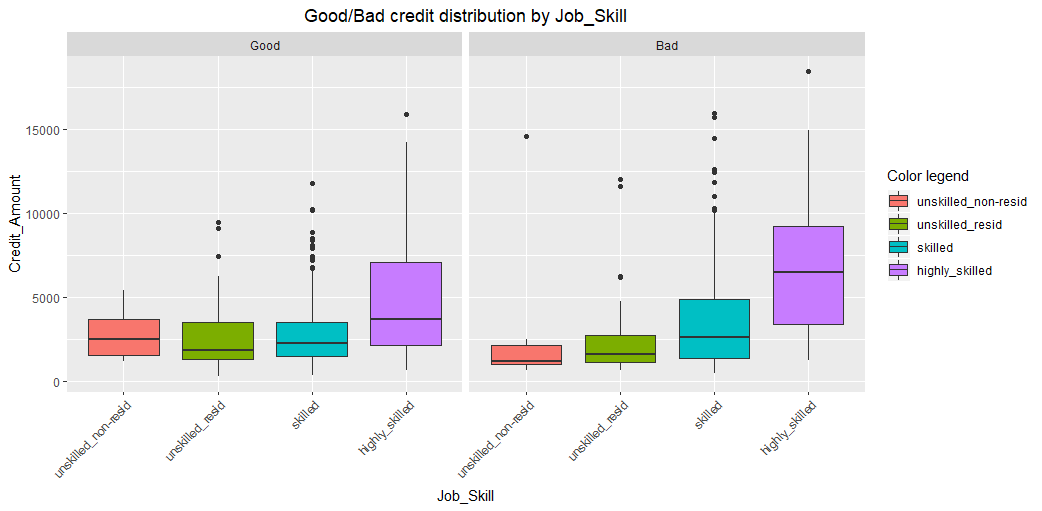 Good/Bad credit distribution by Job_Skill
Good
Bad
Credit_Amount
15000
10000
5000
0
unskilled_non-resid
unskilled_resid
skilled
highly_skilled
unskilled_non-resid
unskilled_resid
skilled
highly_skilled
Job_Skill
Color legend
unskilled_non-resid
unskilled_resid
skilled
highly_skilled